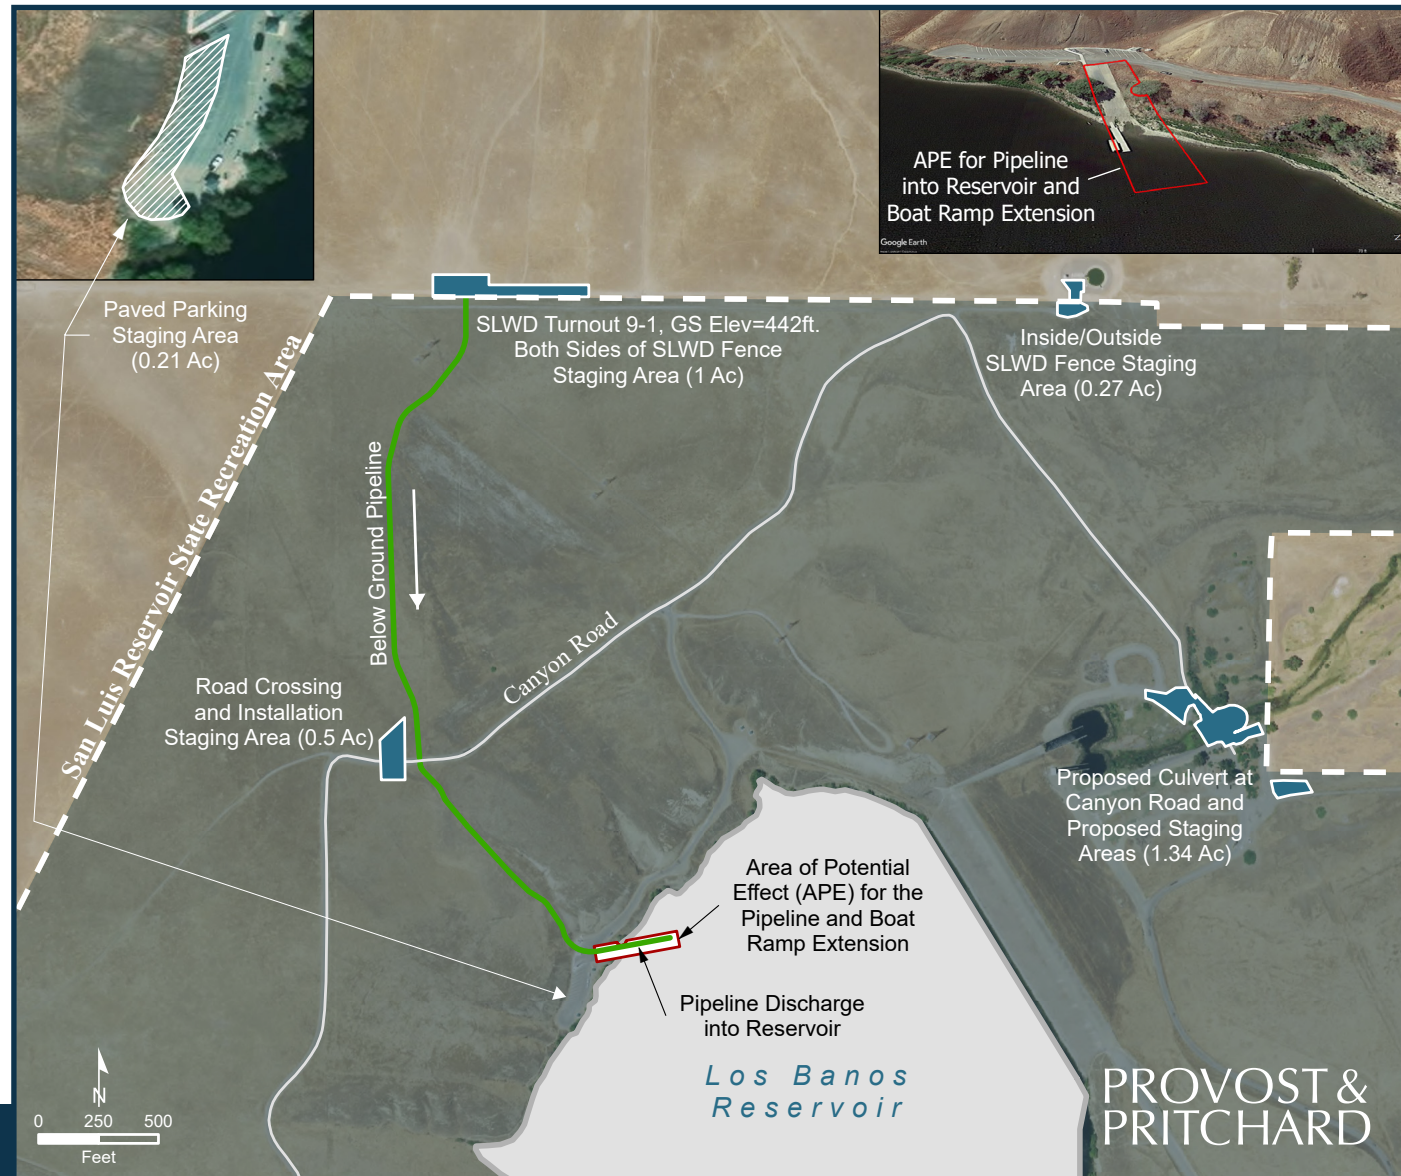 APE for Pipeline
into Reservoir and
Boat Ramp Extension
Google Earth
Paved Parking
Staging Area
(0.21 Ac)
SLWD Turnout 9-1, GS Elev=442ft.
Both Sides of SLWD Fence
Staging Area (1 Ac)
Inside/Outside
SLWD Fence Staging
Area (0.27 Ac)
San Luis Reservoir State Recreation Area
Below Ground Pipeline
Canyon Road
Road Crossing
and Installation
Staging Area (0.5 Ac)
Proposed Culvert at
Canyon Road and
Proposed Staging
Areas (1.34 Ac)
Area of Potential
Effect (APE) for the
Pipeline and Boat
Ramp Extension
Pipeline Discharge
into Reservoir
Los Banos
Reservoir
N
0 250 500
Feet
PROVOST &
PRITCHARD